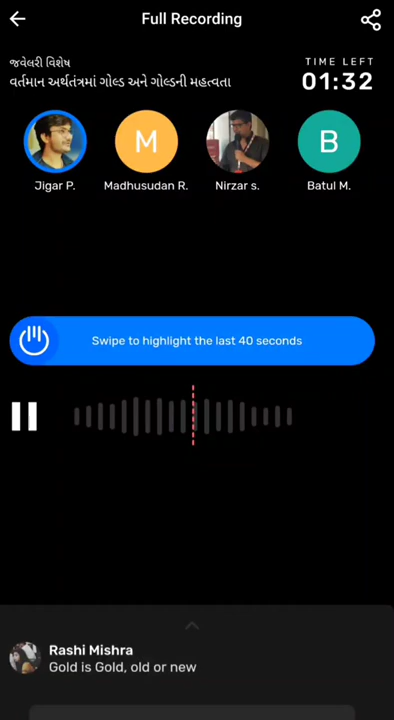 Full Recording
જ્વેલરી વિશેષ
વર્તમાન અર્થતંત્રમાં ગોલ્ડ અને ગોલ્ડની મહત્વતા
TIME LEFT
01:32
M
B
Jigar P.
Madhusudan R.
Nirzar s.
Batul M.
Swipe to highlight the last 40 seconds
Rashi Mishra
Gold is Gold, old or new